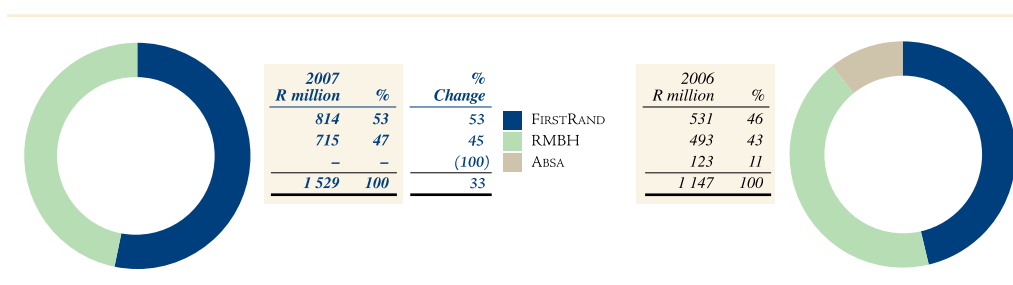 2007 % 2006
R million % Change R million %
814 53 53 FIRSTRAND 531 46
715 47 45 RMBH 493 43
– – (100) ABSA 123 11
1 529 100 33 1 147 100